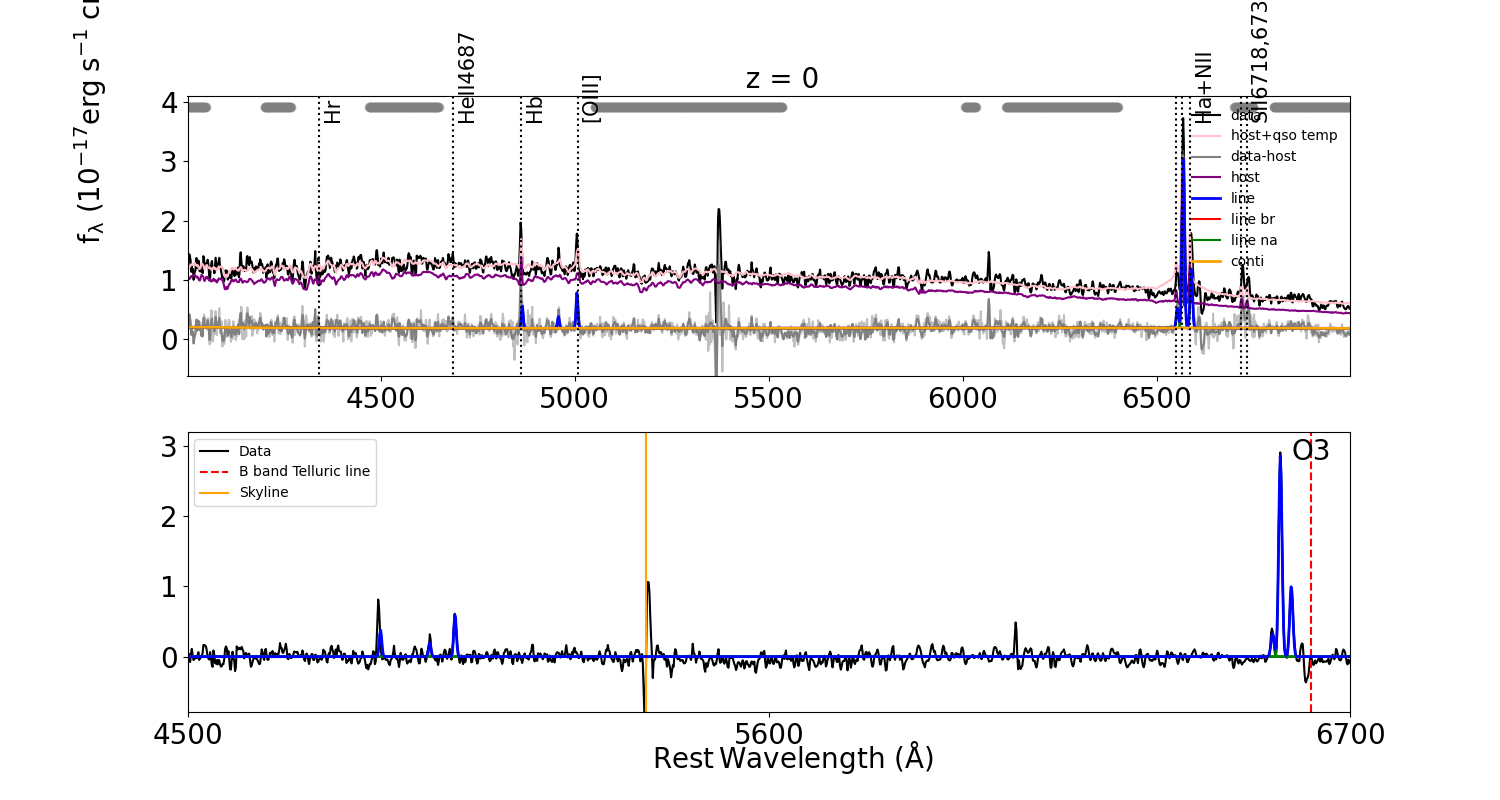 z = 0
fλ (10−17erg s−1 c
Hr
HeII4687
Hb
[OIII]
Ha+NII
SII6718,673
4
3
2
1
0
data
host+qso temp
data-host
host
line
line br
line na
conti
4500 5000 5500 6000 6500
3
2
1
0
Data
B band Telluric line
Skyline
O3
4500 5600 6700
Rest Wavelength (Å)